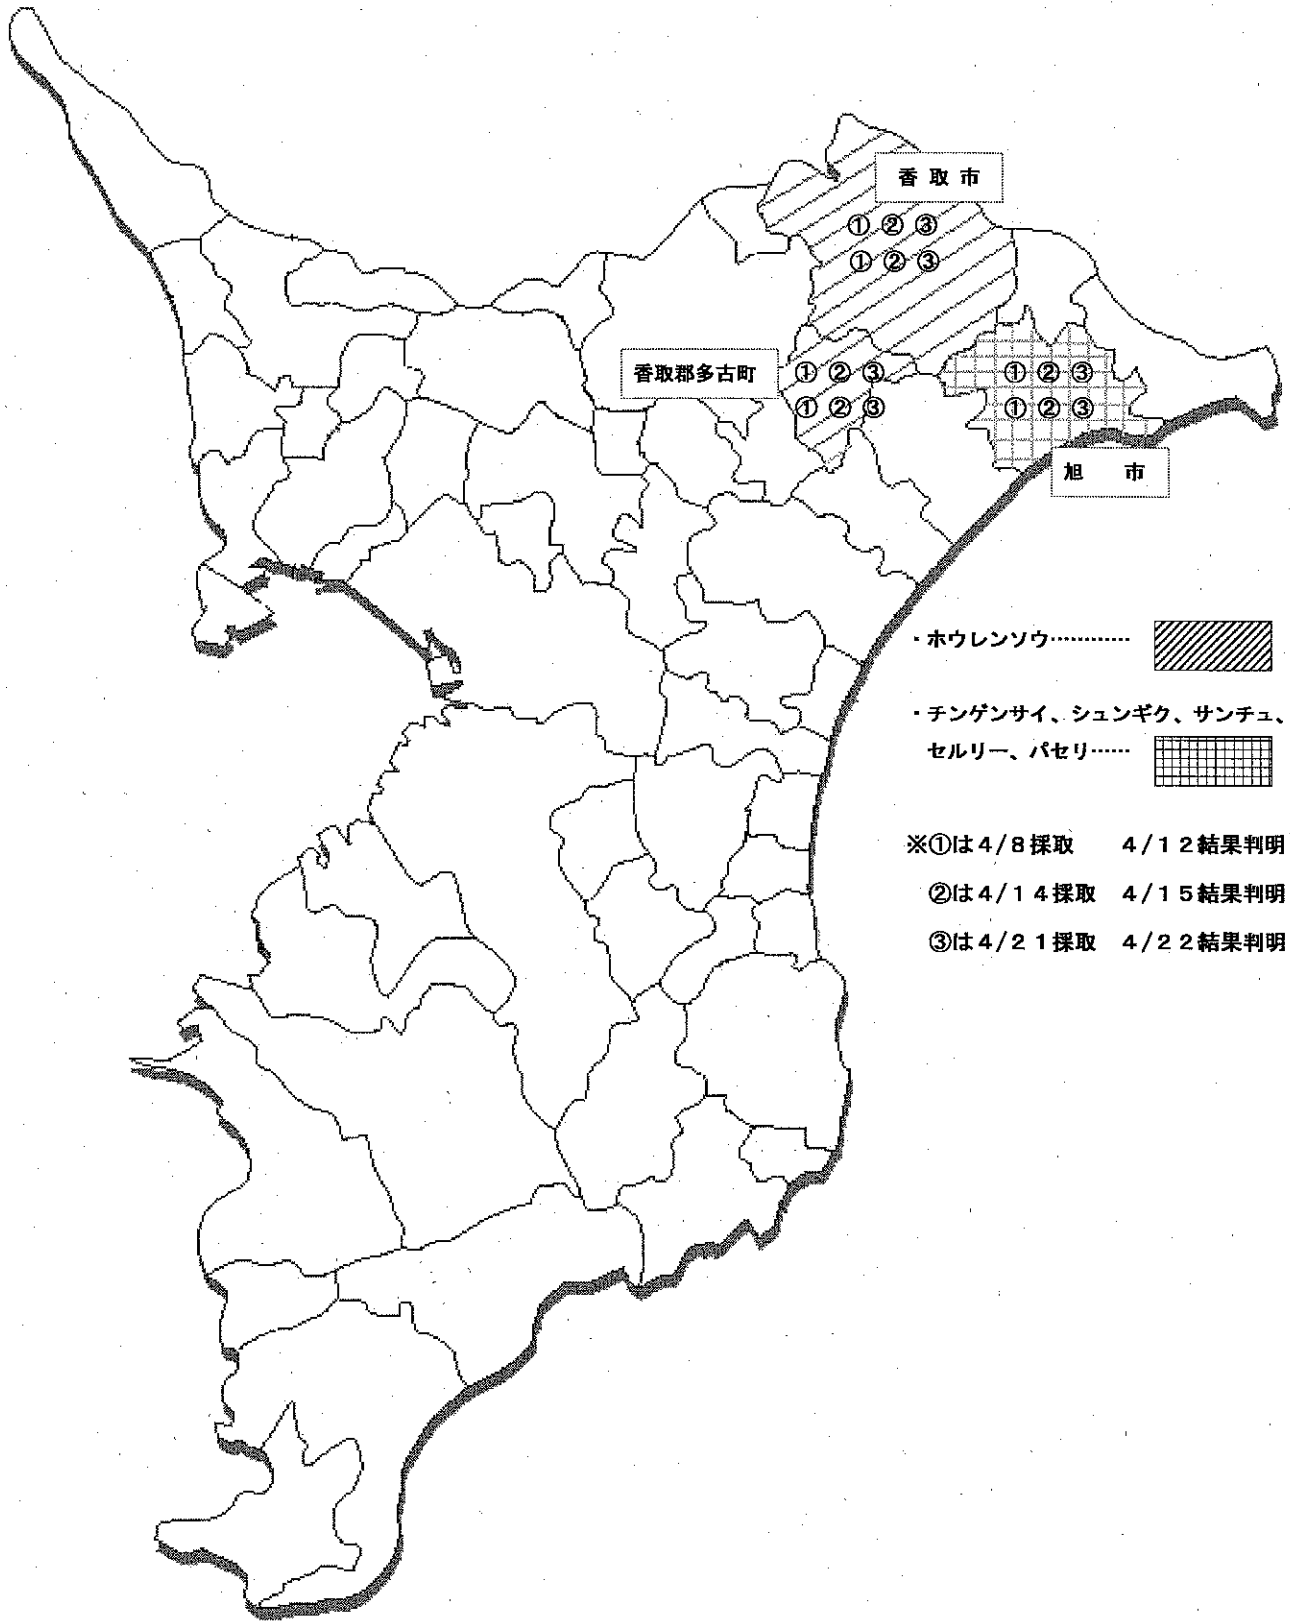 香取市
①②③
①②③
香取郡多古町
①②③
①②③
①②③
①②③
旭　市
・ホウレンソウ…………
・チンゲンサイ、シュンギク、サンチュ、
セルリー、パセリ……
※①は４/８採取　４/１２結果判明
②は４/１４採取　４/１５結果判明
③は４/２１採取　４/２２結果判明